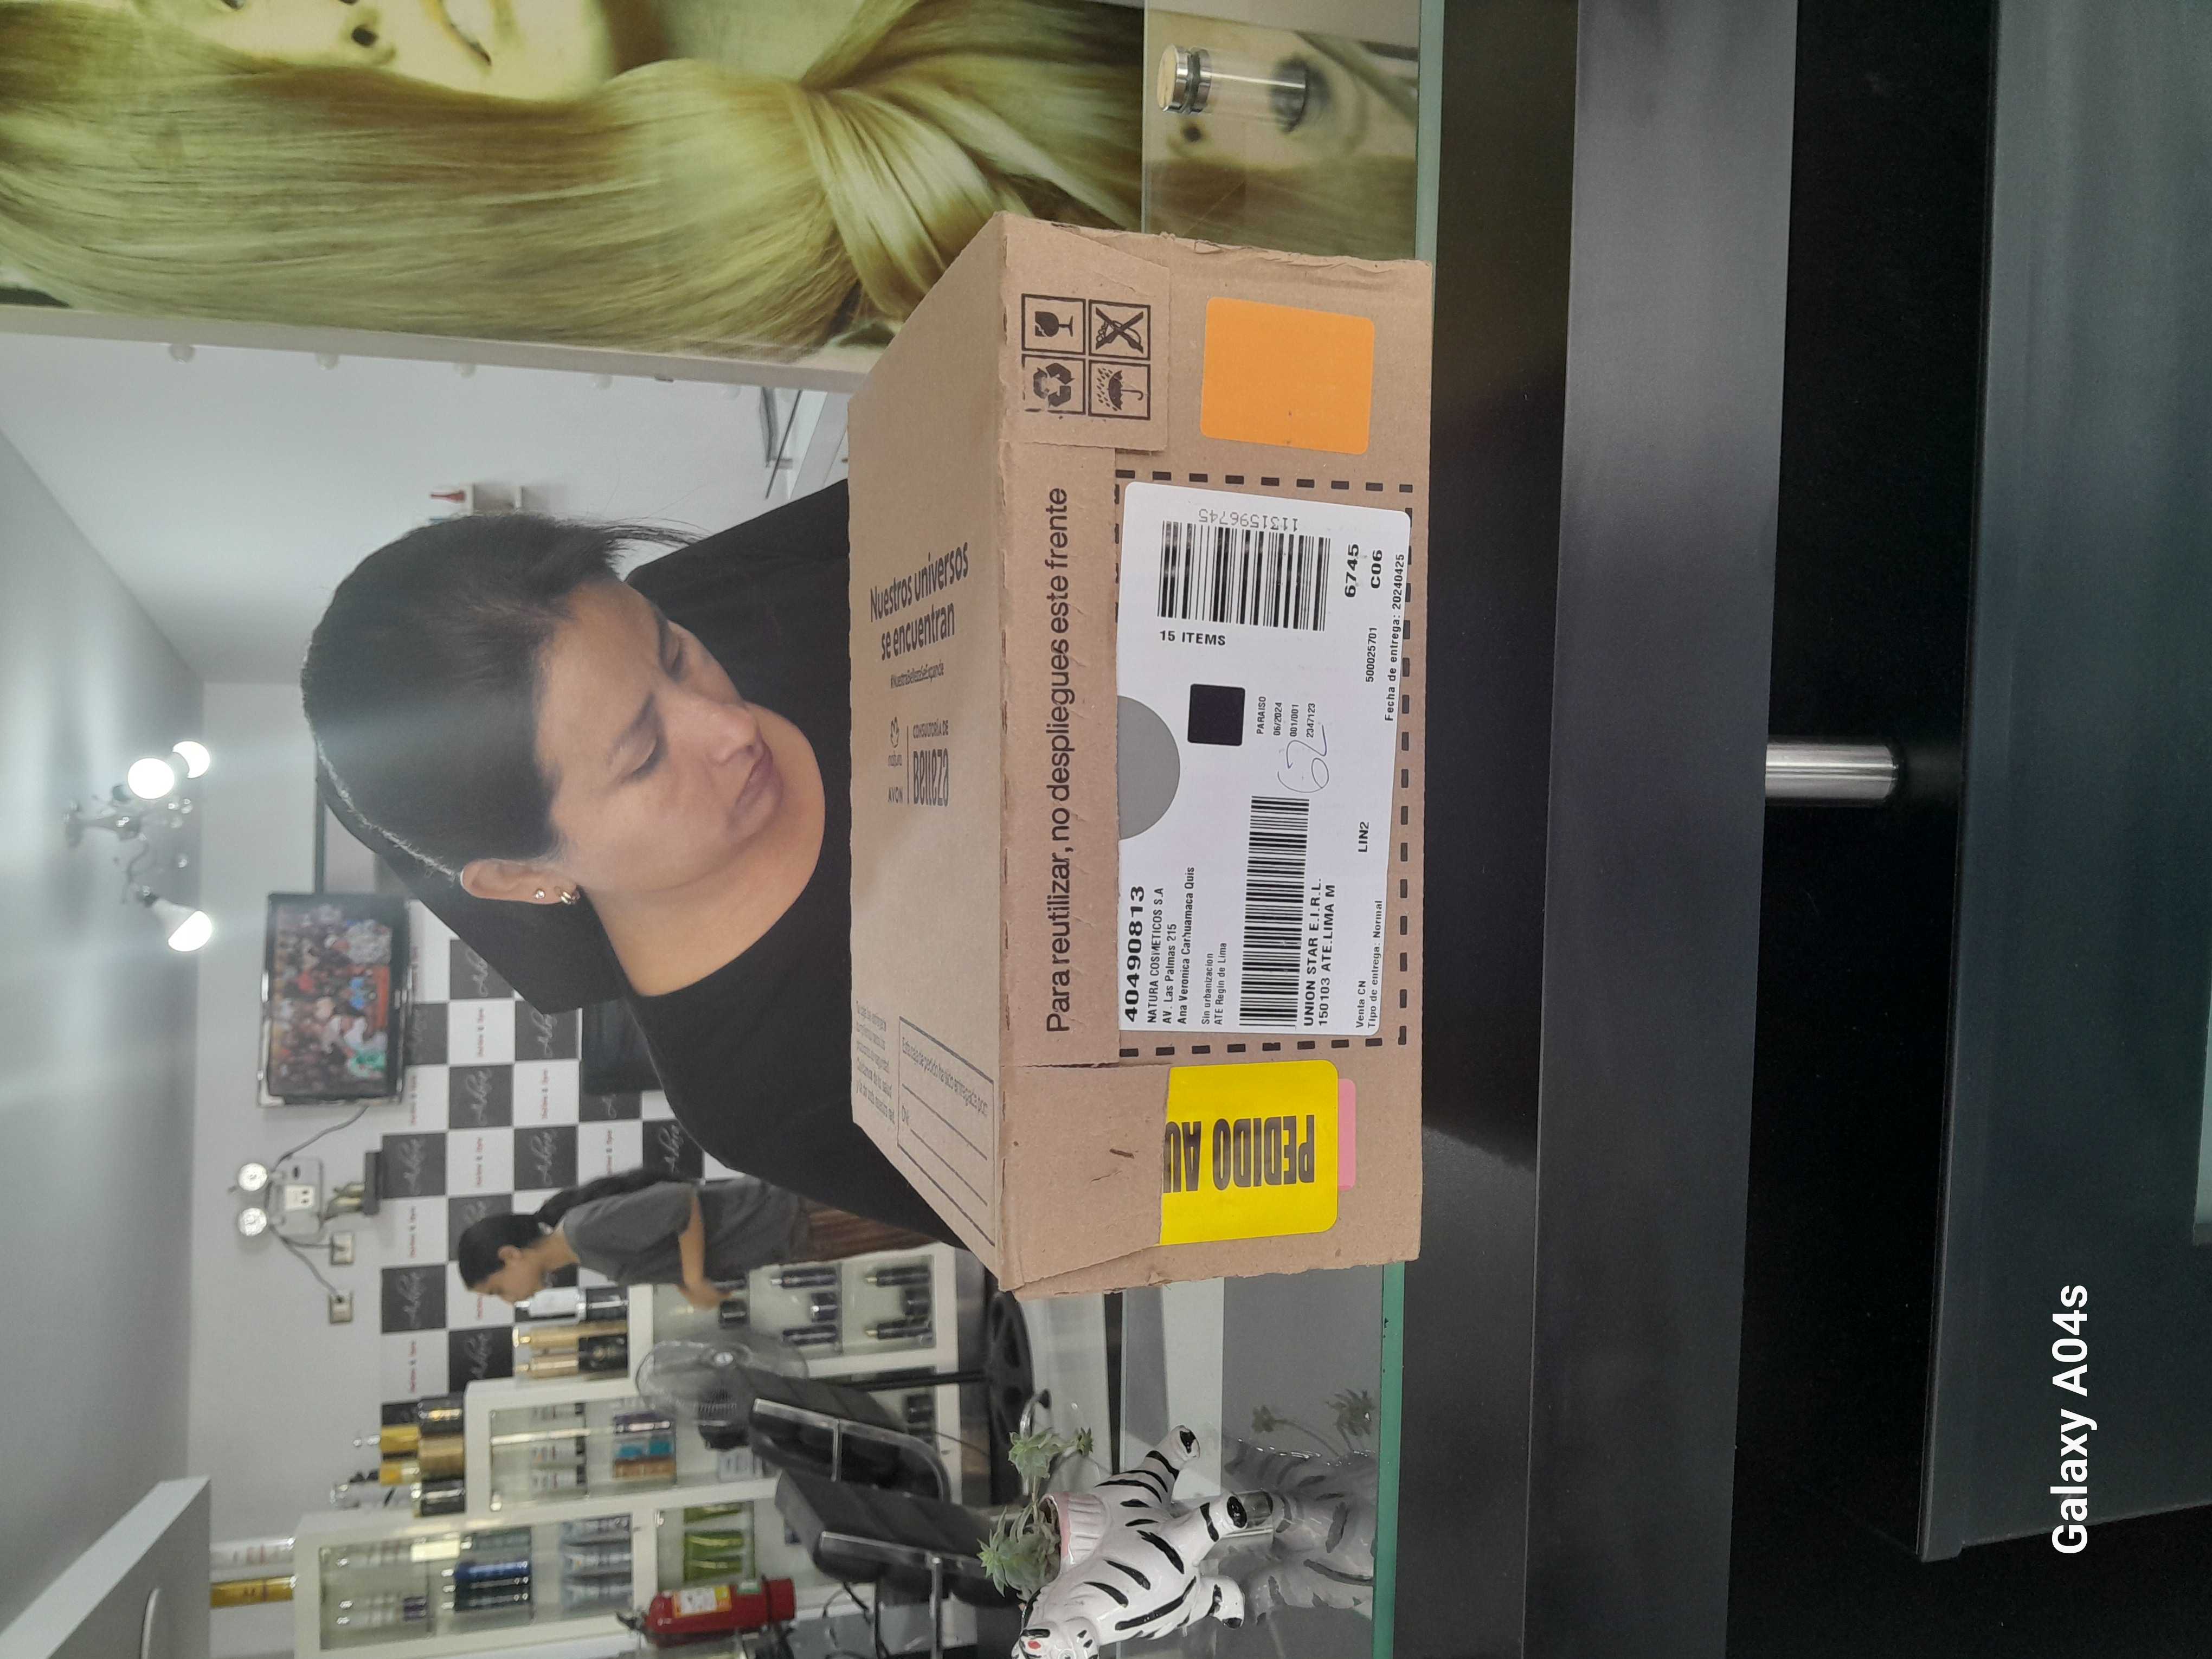 Nuestros universos
se encuentran
#NuestraBellezaSeExpande
AVON
natura
CONSULTORÍA DE
BELLEZA
Para reutilizar, no despliegues este frente
40490813
NATURA COSMETICOS S.A
AV. Las Palmas 215
Ana Veronica Carhuamaca Quis
Sin urbanizacion
ATE Regin de Lima
UNION STAR E.I.R.L.
150103 ATE.LIMA M
Venta CN
Tipo de entrega: Normal
LIN2
PARAISO
06/2024
001/001
23347123
62
15 ITEMS
1131596745
6745
C06
500025701
Fecha de entrega: 20240425
PEDIDO AU
Galaxy A04s